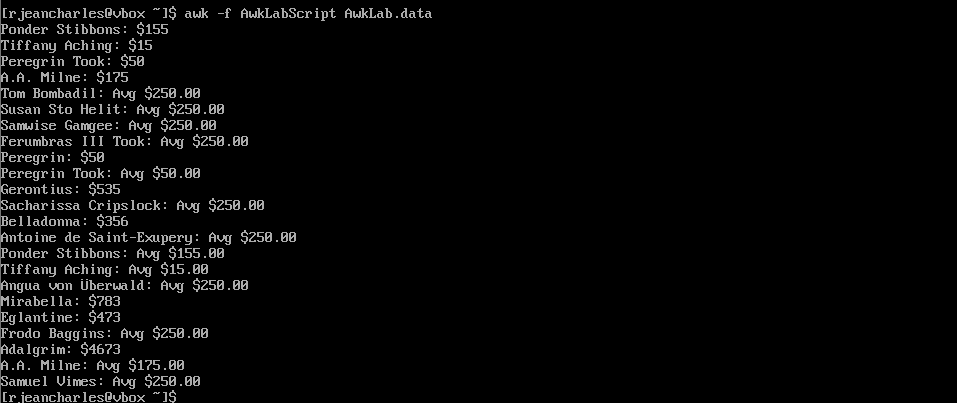 [rjeancharles@vbox ~]$ awk -f AwkLabScript AwkLab.data
Ponder Stibbons: $155
Tiffany Aching: $15
Peregrin Took: $50
A.A. Milne: $175
Tom Bombadil: Avg $250.00
Susan Sto Helit: Avg $250.00
Samwise Gamgee: Avg $250.00
Ferumbras III Took: Avg $250.00
Peregrin: $50
Peregrin Took: Avg $50.00
Gerontius: $535
Sacharissa Cripslock: Avg $250.00
Belladonna: $356
Antoine de Saint-Exupery: Avg $250.00
Ponder Stibbons: Avg $155.00
Tiffany Aching: Avg $15.00
Angua von Überwald: Avg $250.00
Mirabella: $783
Eglantine: $473
Frodo Baggins: Avg $250.00
Adalgrim: $4673
A.A. Milne: Avg $175.00
Samuel Vimes: Avg $250.00
[rjeancharles@vbox ~]$